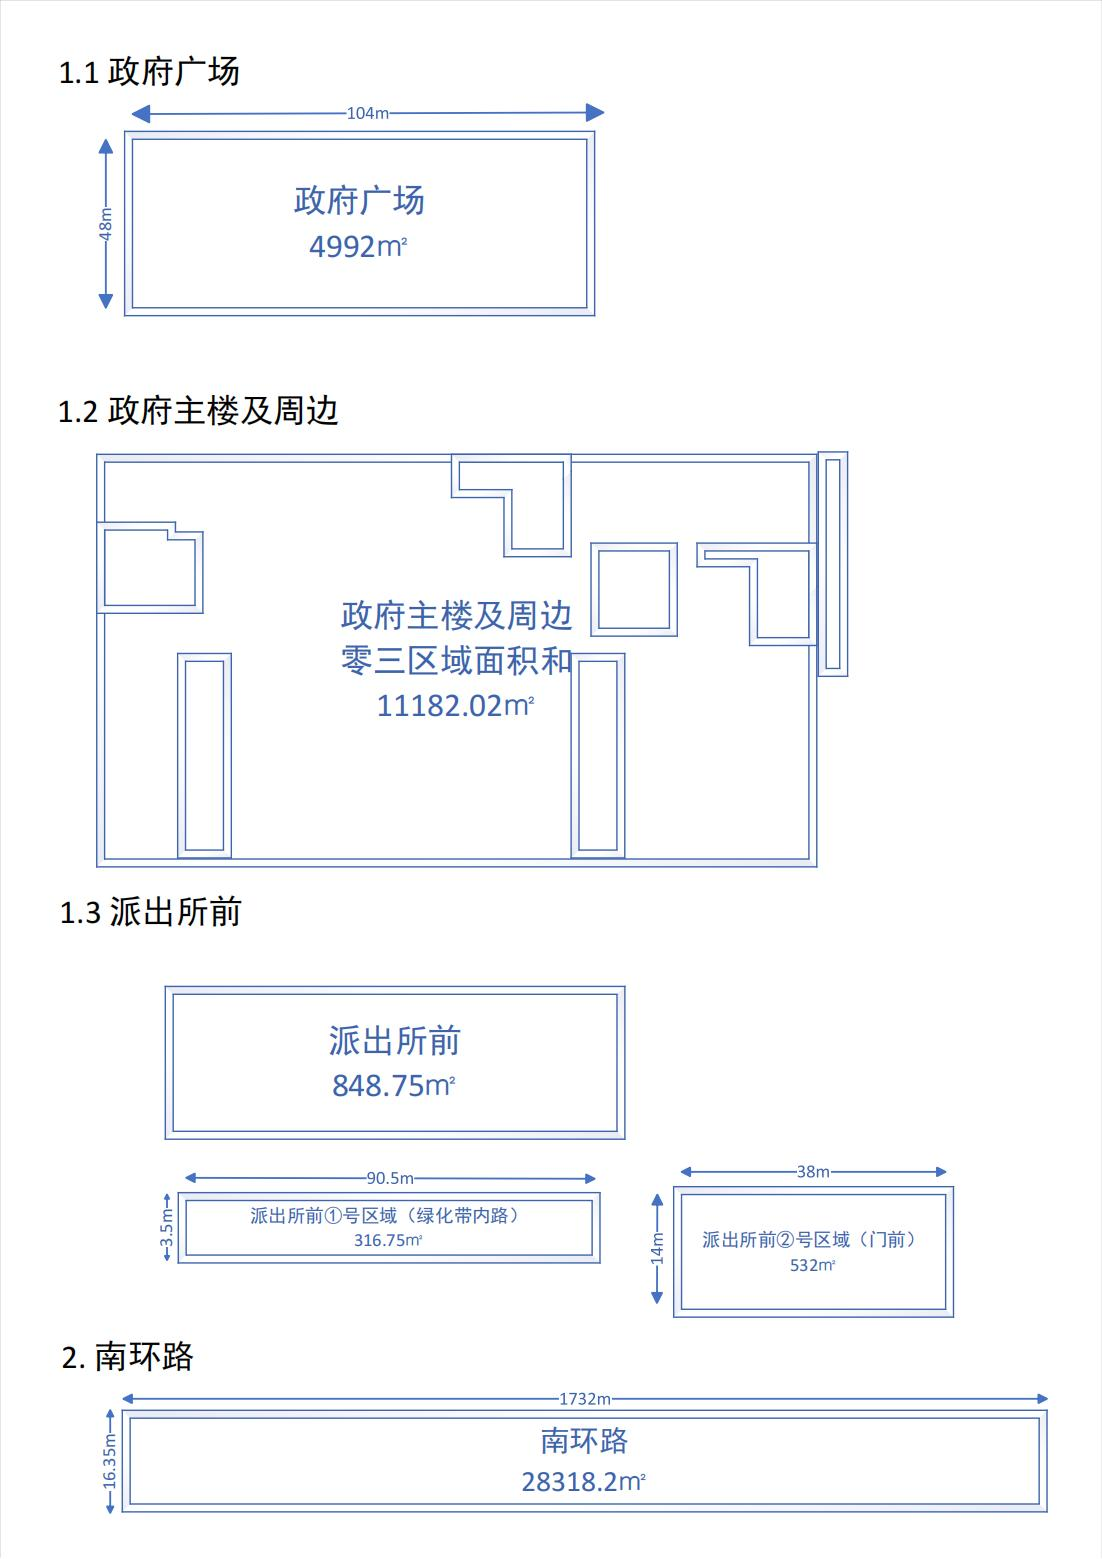 1.1 政府广场
104m
48m
政府广场
4992㎡
1.2 政府主楼及周边
政府主楼及周边
零三区域面积和
11182.02㎡
1.3 派出所前
派出所前
848.75㎡
90.5m
3.5m
派出所前①号区域（绿化带内路）
316.75㎡
38m
14m
派出所前②号区域（门前）
532㎡
2. 南环路
1732m
16.35m
南环路
28318.2㎡